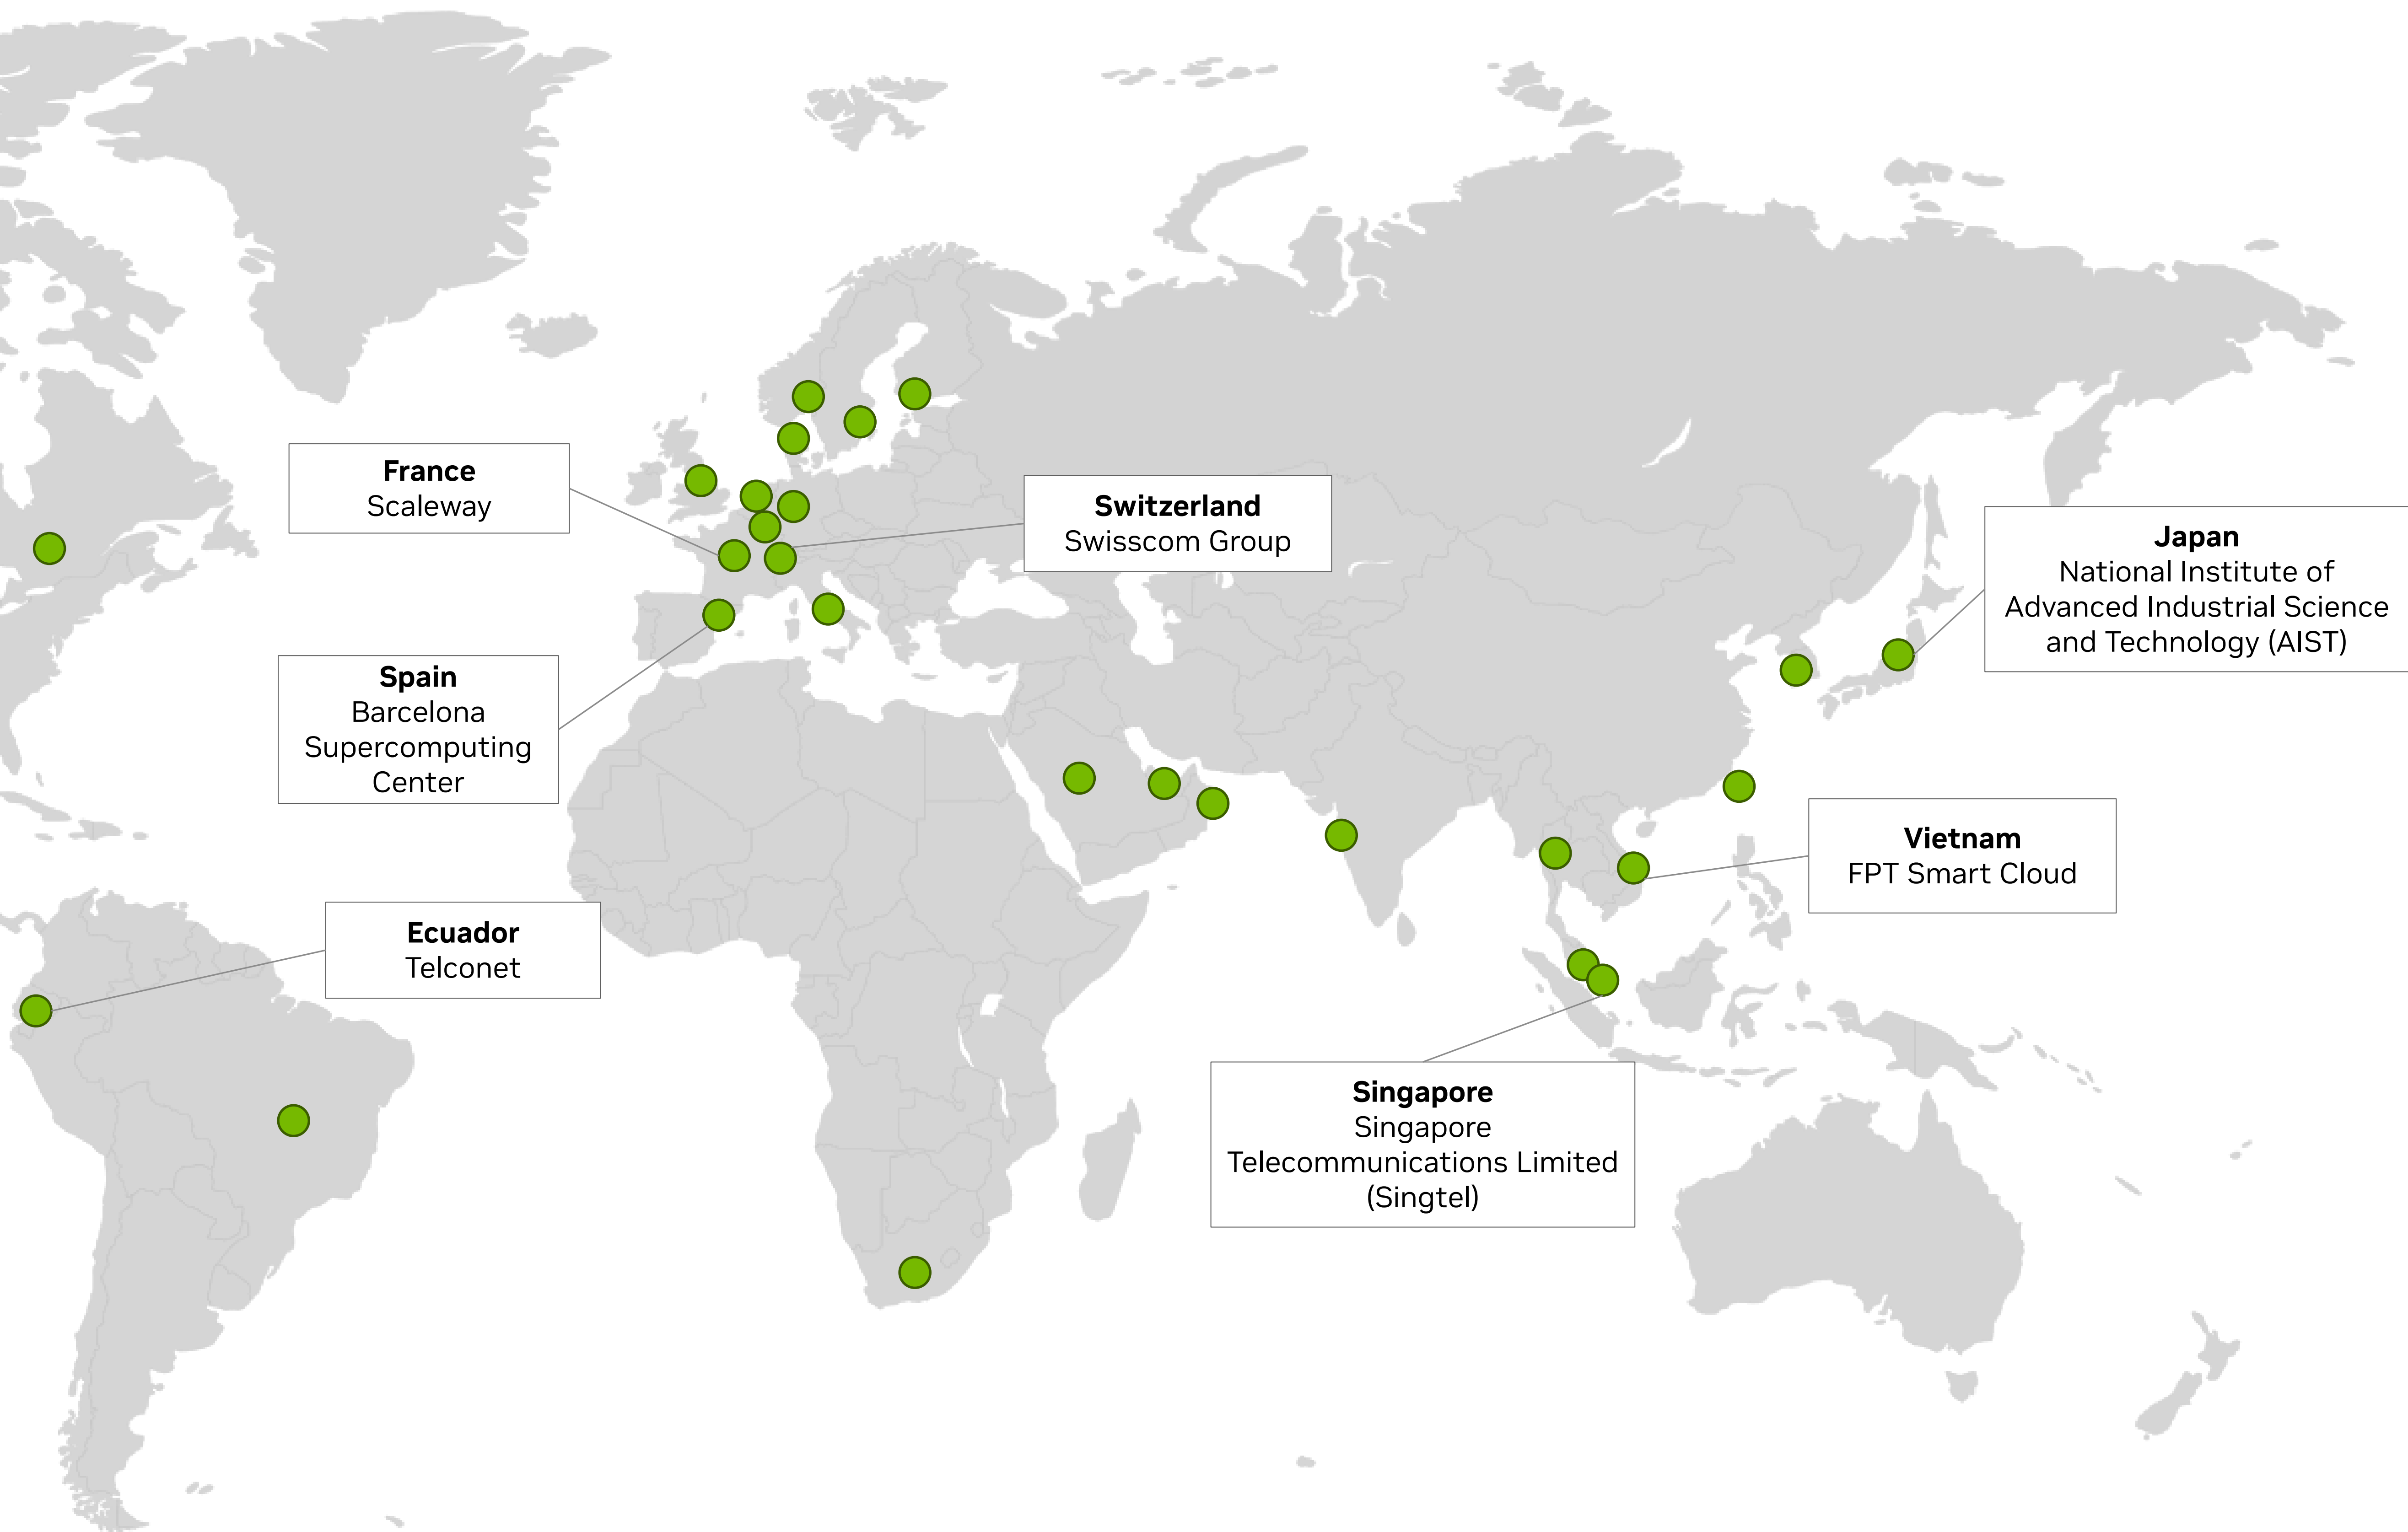 France
Scaleway
Switzerland
Swisscom Group
Japan
National Institute of
Advanced Industrial Science
and Technology (AIST)
Spain
Barcelona
Supercomputing
Center
Vietnam
FPT Smart Cloud
Ecuador
Telconet
Singapore
Singapore
Telecommunications Limited
(Singtel)